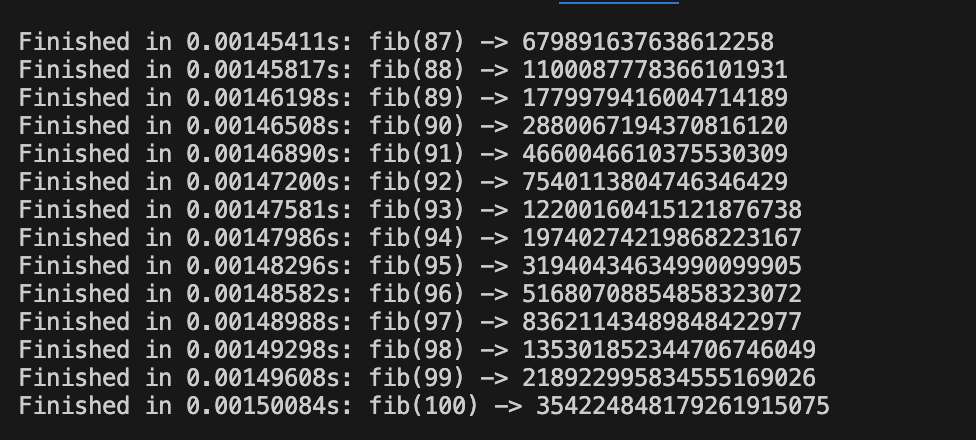 Finished in 0.00145411s: fib(87) -> 679891637638612258
Finished in 0.00145817s: fib(88) -> 1100087778366101931
Finished in 0.00146198s: fib(89) -> 1779979416004714189
Finished in 0.00146508s: fib(90) -> 2880067194370816120
Finished in 0.00146890s: fib(91) -> 4660046610375530309
Finished in 0.00147200s: fib(92) -> 7540113804746346429
Finished in 0.00147581s: fib(93) -> 12200160415121876738
Finished in 0.00147986s: fib(94) -> 19740274219868223167
Finished in 0.00148296s: fib(95) -> 31940434634990099905
Finished in 0.00148582s: fib(96) -> 51680708854858323072
Finished in 0.00148988s: fib(97) -> 83621143489848422977
Finished in 0.00149298s: fib(98) -> 135301852344706746049
Finished in 0.00149608s: fib(99) -> 218922995834555169026
Finished in 0.00150084s: fib(100) -> 354224848179261915075